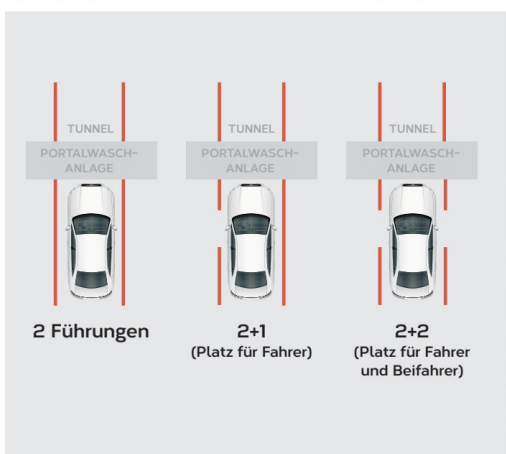 TUNNEL
PORTALWASCH-
ANLAGE
2 Führungen
TUNNEL
PORTALWASCH-
ANLAGE
2+1
(Platz für Fahrer)
TUNNEL
PORTALWASCH-
ANLAGE
2+2
(Platz für Fahrer
und Beifahrer)